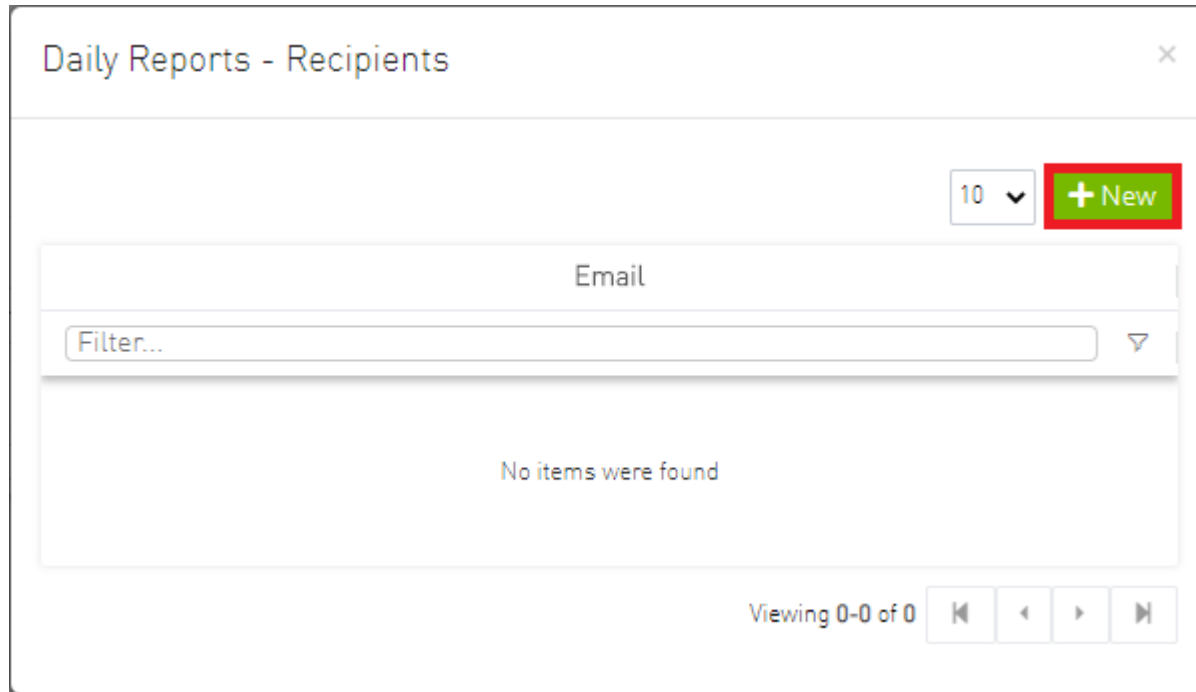 Daily Reports - Recipients
10 New
Email
Filter...
No items were found
Viewing 0-0 of 0